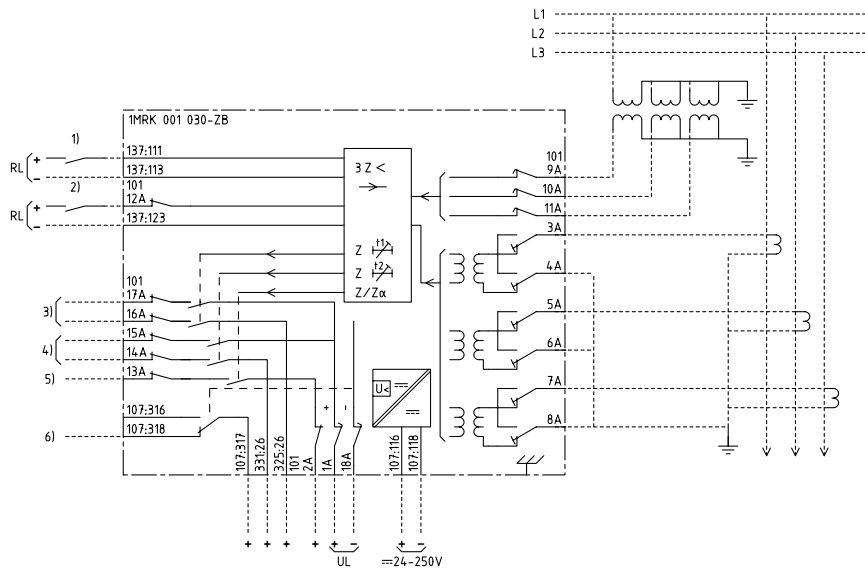 L1
L2
L3
1MRK 001 030-ZB
1)
RL + −
137:111
137:113
2)
RL + −
101
12A
137:123
3 Z <
Z t1
Z t2
Z/Zα
101
9A
10A
11A
3A
4A
5A
6A
7A
8A
101
3) 17A
16A
4) 15A
14A
5) 13A
107:316
6) 107:318
U<
+ -
107:317
331:26
325:26
101
2A
1A
18A
107:116
107:118
+ + + + + − + −
UL
24-250V